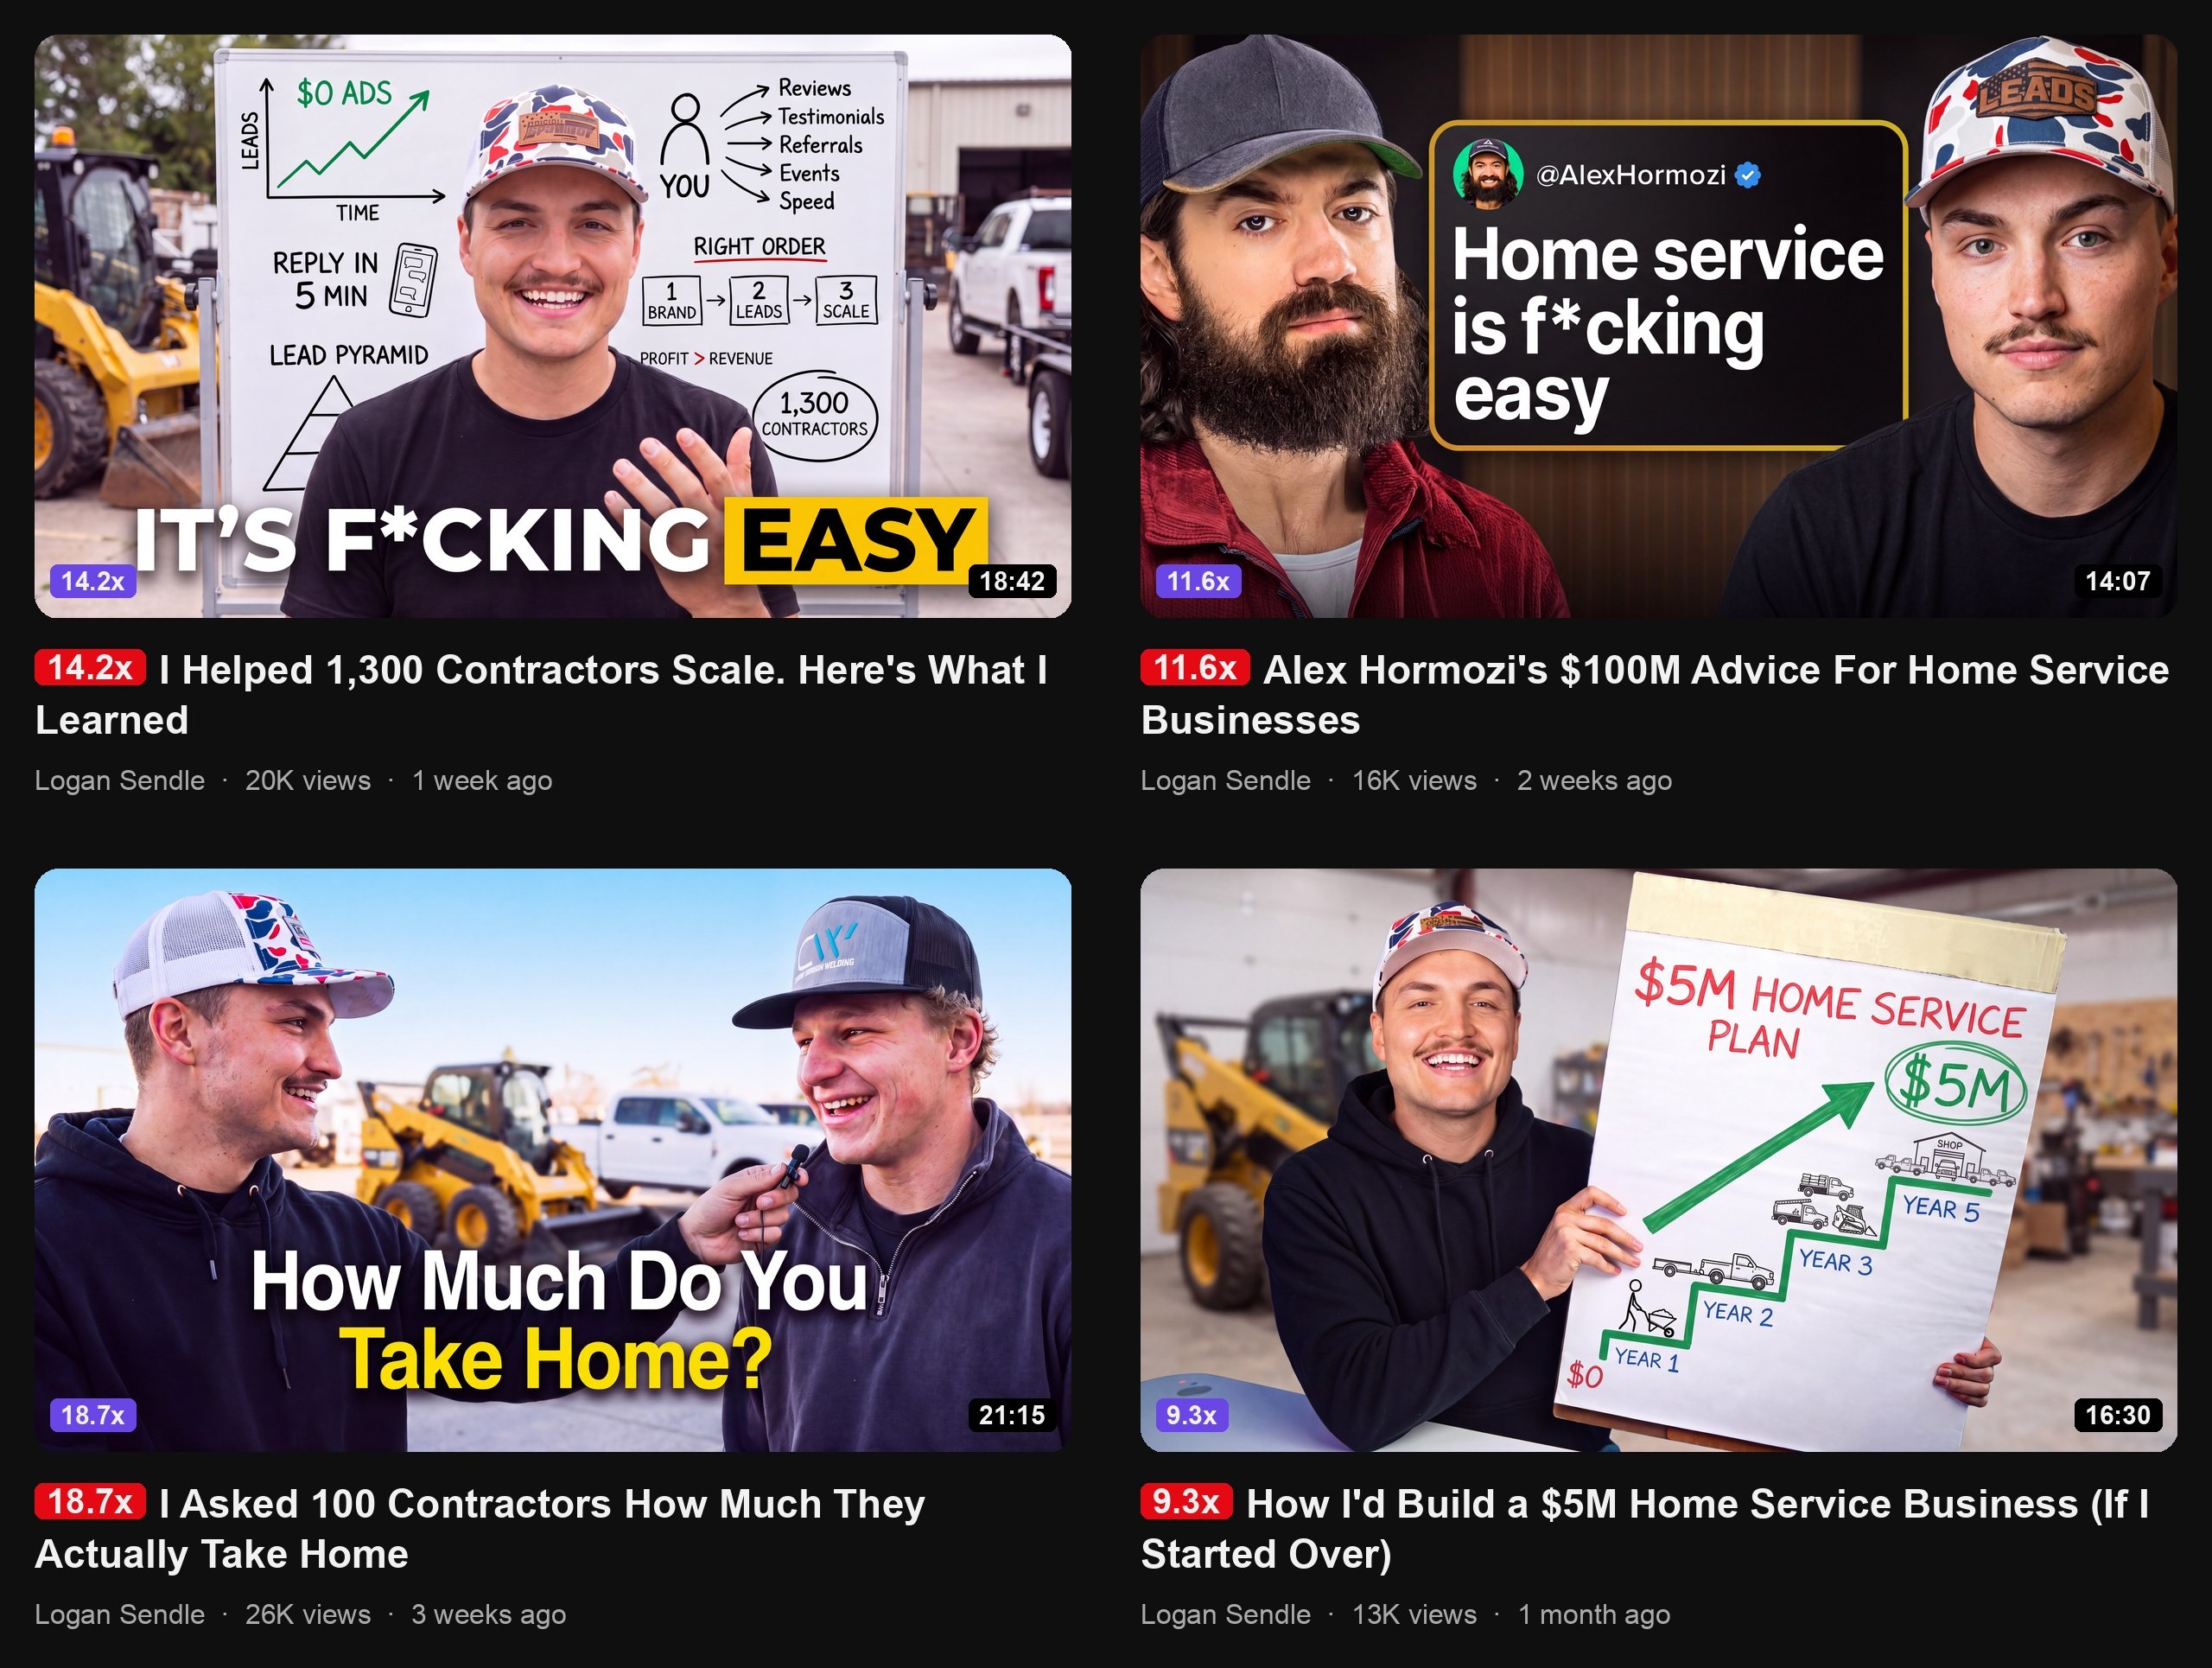 $0 ADS
LEADS
TIME
Reviews
Testimonials
Referrals
Events
Speed
YOU
REPLY IN
5 MIN
RIGHT ORDER
1
BRAND
2
LEADS
3
SCALE
LEAD PYRAMID
PROFIT > REVENUE
1,300
CONTRACTORS
IT'S F*CKING EASY
14.2x
18:42
14.2x I Helped 1,300 Contractors Scale. Here's What I
Learned
Logan Sendle · 20K views · 1 week ago
LEADS
@AlexHormozi
Home service
is f*cking
easy
11.6x
14:07
11.6x Alex Hormozi's $100M Advice For Home Service
Businesses
Logan Sendle · 16K views · 2 weeks ago
WELDING
How Much Do You
Take Home?
18.7x
21:15
18.7x I Asked 100 Contractors How Much They
Actually Take Home
Logan Sendle · 26K views · 3 weeks ago
$5M HOME SERVICE
PLAN
$5M
SHOP
YEAR 5
YEAR 3
YEAR 2
YEAR 1
$0
9.3x
16:30
9.3x How I'd Build a $5M Home Service Business (If I
Started Over)
Logan Sendle · 13K views · 1 month ago